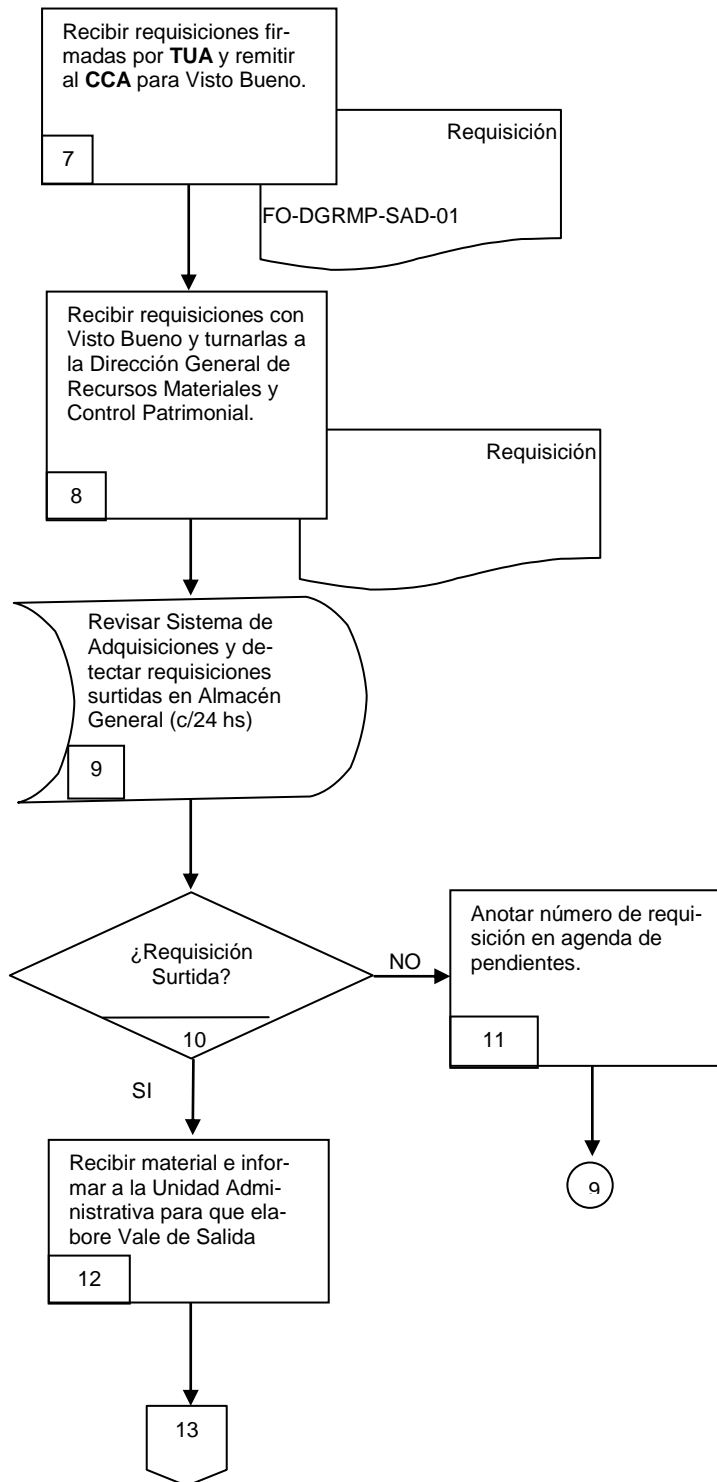 Recibir requisiciones fir-
madas por TUA y remitir
al CCA para Visto Bueno.
7
Requisición
FO-DGRMP-SAD-01
Recibir requisiciones con
Visto Bueno y turnarlas a
la Dirección General de
Recursos Materiales y
Control Patrimonial.
8
Requisición
Revisar Sistema de
Adquisiciones y de-
tectar requisiciones
surtidas en Almacén
General (c/24 hs)
9
¿Requisición
Surtida?
10
NO
Anotar número de requi-
sición en agenda de
pendientes.
11
9
SI
Recibir material e infor-
mar a la Unidad Admi-
nistrativa para que ela-
bore Vale de Salida
12
13